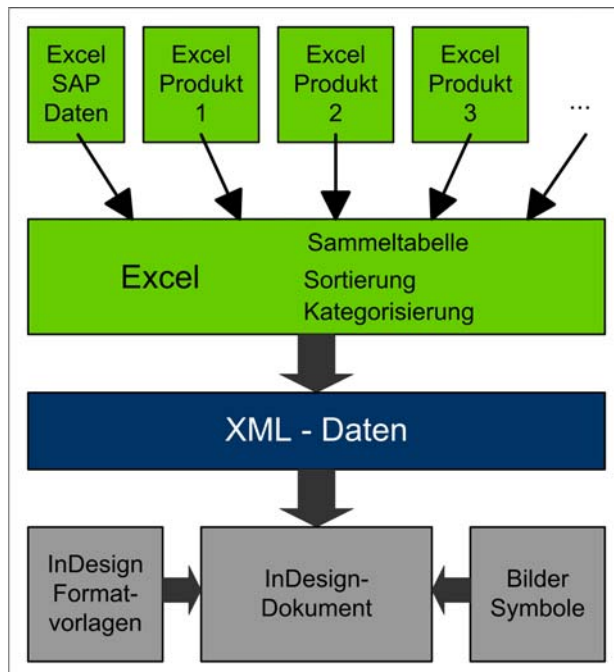 Excel
SAP
Daten
Excel
Produkt
1
Excel
Produkt
2
Excel
Produkt
3
...
Excel
Sammeltabelle
Sortierung
Kategorisierung
XML - Daten
InDesign
Format-
vorlagen
InDesign-
Dokument
Bilder
Symbole